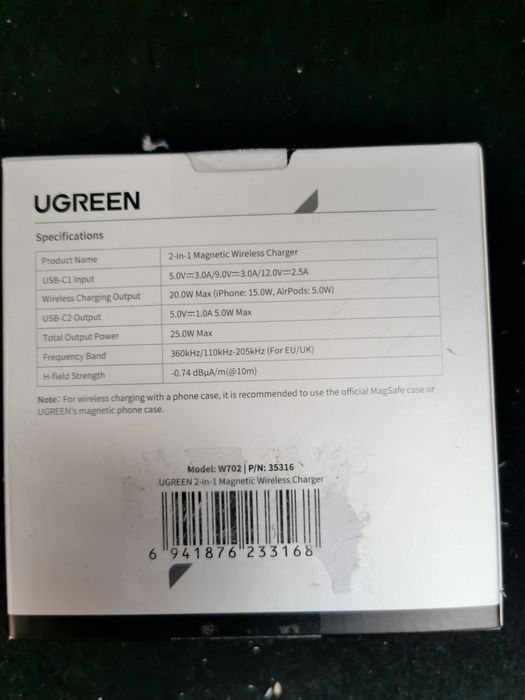 UGREEN
Specifications
Product Name 2-in-1 Magnetic Wireless Charger
USB-C1 Input 5.0V⎓3.0A/9.0V⎓3.0A/12.0V⎓2.5A
Wireless Charging Output 20.0W Max (iPhone: 15.0W, AirPods: 5.0W)
USB-C2 Output 5.0V⎓1.0A 5.0W Max
Total Output Power 25.0W Max
Frequency Band 360kHz/110kHz-205kHz (For EU/UK)
H-field Strength -0.74 dBμA/m(@10m)
Note: For wireless charging with a phone case, it is recommended to use the official MagSafe case or
UGREEN's magnetic phone case.
Model: W702 | P/N: 35316
UGREEN 2-in-1 Magnetic Wireless Charger
6 941876 233168